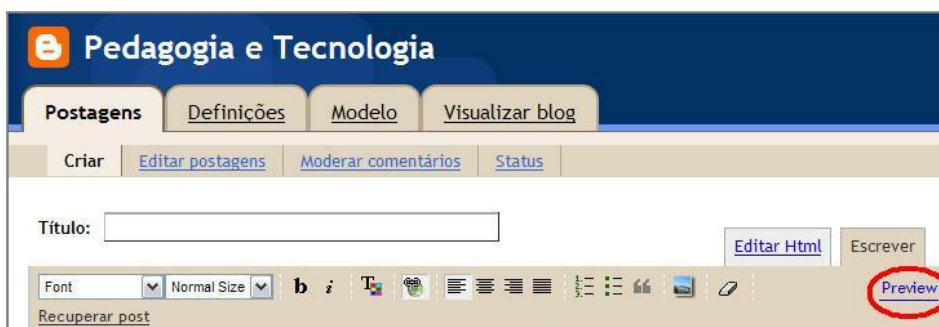 Pedagogia e Tecnologia
Postagens Definições Modelo Visualizar blog
Criar Editar postagens Moderar comentários Status
Título:
Editar Html Escrever
Font Normal Size b i T Preview
Recuperar post